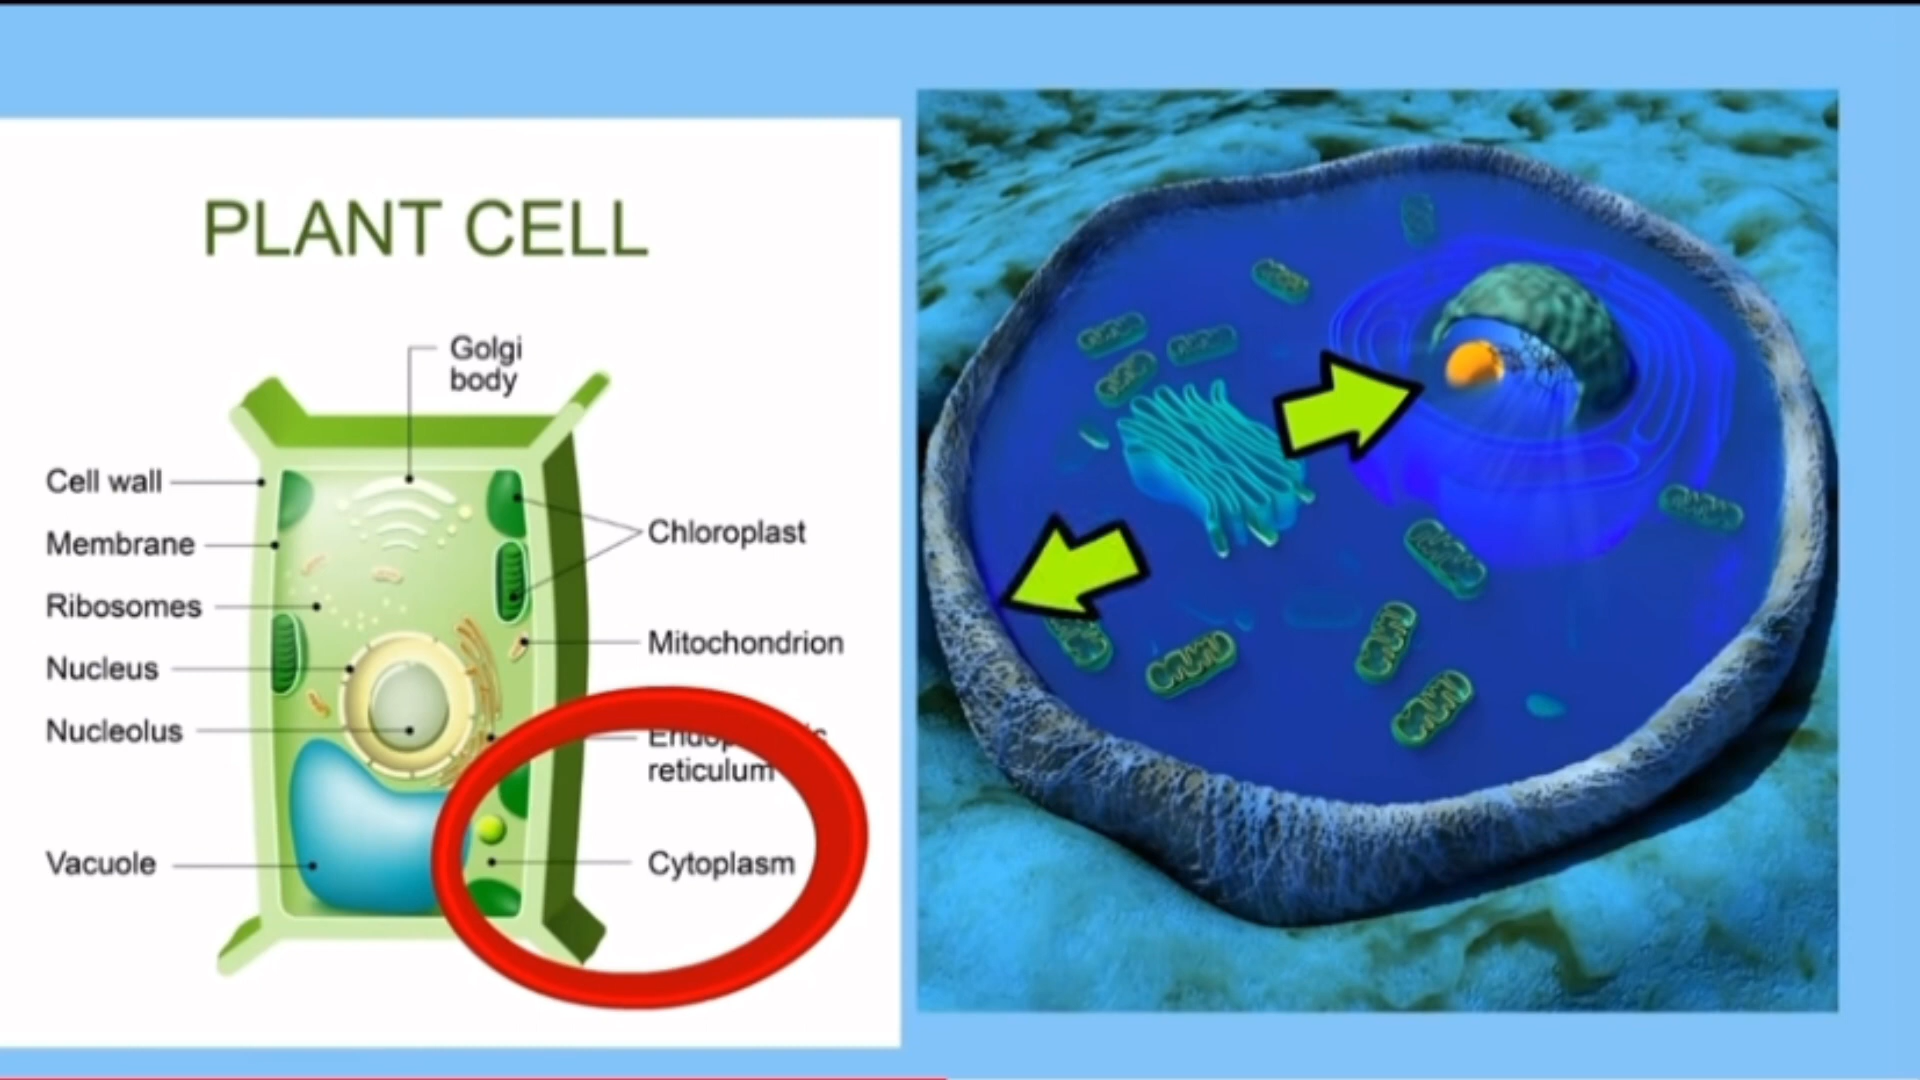 PLANT CELL
Golgi
body
Cell wall
Membrane
Ribosomes
Nucleus
Nucleolus
Vacuole
Chloroplast
Mitochondrion
reticulum
Cytoplasm